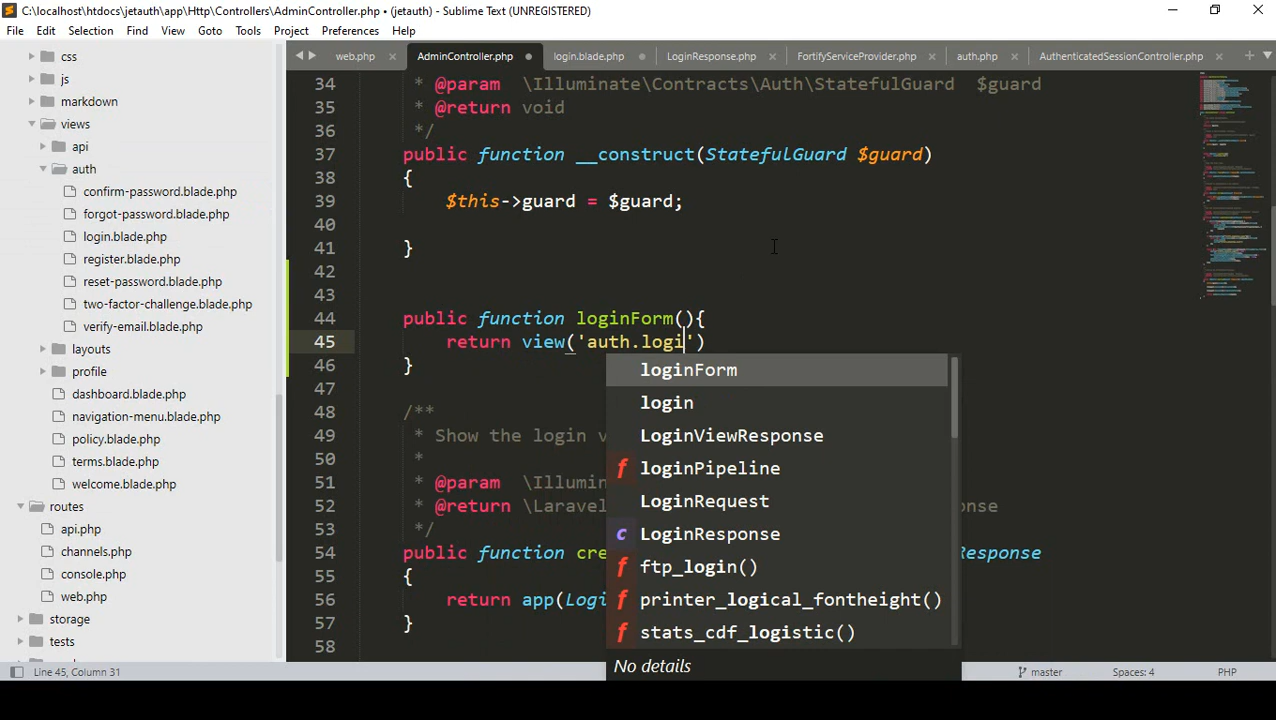 C:\localhost\htdocs\jetauth\app\Http\Controllers\AdminController.php • (jetauth) - Sublime Text (UNREGISTERED)
File Edit Selection Find View Goto Tools Project Preferences Help
web.php AdminController.php login.blade.php LoginResponse.php FortifyServiceProvider.php auth.php AuthenticatedSessionController.php
css
js
markdown
views
api
auth
confirm-password.blade.php
forgot-password.blade.php
login.blade.php
register.blade.php
reset-password.blade.php
two-factor-challenge.blade.php
verify-email.blade.php
layouts
profile
dashboard.blade.php
navigation-menu.blade.php
policy.blade.php
terms.blade.php
welcome.blade.php
routes
api.php
channels.php
console.php
web.php
storage
tests
34 * @param \Illuminate\Contracts\Auth\StatefulGuard $guard
35 * @return void
36 */
37 public function __construct(StatefulGuard $guard)
38 {
39 $this->guard = $guard;
40
41 }
42
43
44 public function loginForm(){
45 return view('auth.logi')
46 }
47
48 /**
49 * Show the login v
50 *
51 * @param \Illumin
52 * @return \Laravel onse
53 */
54 public function cre Response
55 {
56 return app(Logi
57 }
58
loginForm
login
LoginViewResponse
f loginPipeline
LoginRequest
c LoginResponse
f ftp_login()
f printer_logical_fontheight()
f stats_cdf_logistic()
No details
Line 45, Column 31 master Spaces: 4 PHP